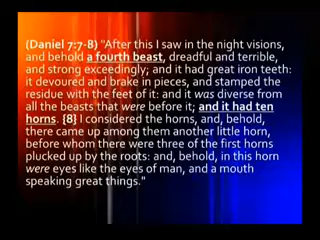 (Daniel 7:7-8) "After this I saw in the night visions,
and behold a fourth beast, dreadful and terrible,
and strong exceedingly; and it had great iron teeth:
it devoured and brake in pieces, and stamped the
residue with the feet of it: and it was diverse from
all the beasts that were before it; and it had ten
horns. {8} I considered the horns, and, behold,
there came up among them another little horn,
before whom there were three of the first horns
plucked up by the roots: and, behold, in this horn
were eyes like the eyes of man, and a mouth
speaking great things."